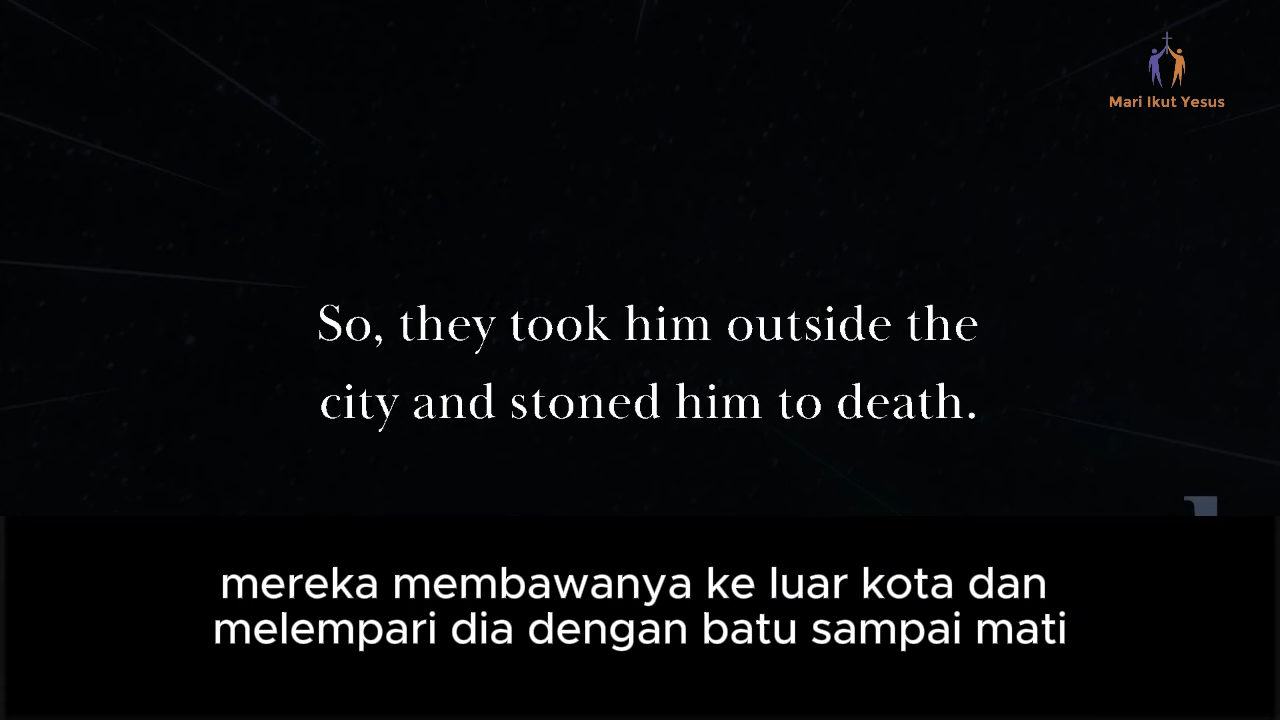 Mari Ikut Yesus
So, they took him outside the
city and stoned him to death.
mereka membawanya ke luar kota dan
melempari dia dengan batu sampai mati